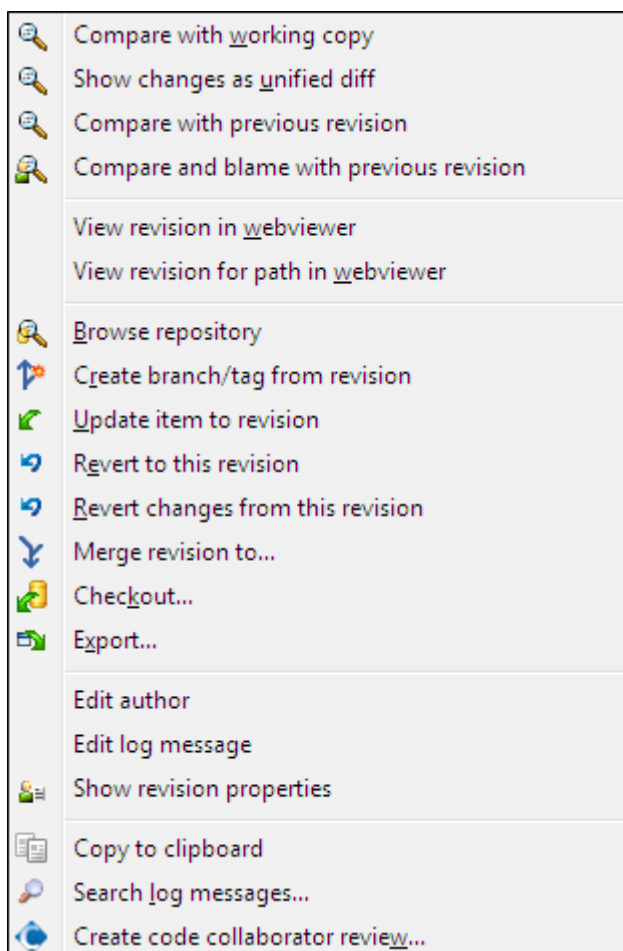 Compare with working copy
Show changes as unified diff
Compare with previous revision
Compare and blame with previous revision
View revision in webviewer
View revision for path in webviewer
Browse repository
Create branch/tag from revision
Update item to revision
Revert to this revision
Revert changes from this revision
Merge revision to...
Checkout...
Export...
Edit author
Edit log message
Show revision properties
Copy to clipboard
Search log messages...
Create code collaborator review...